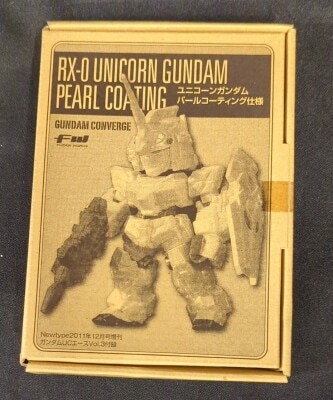 RX-0 UNICORN GUNDAM
PEARL COATING
ユニコーンガンダム
パールコーティング仕様
GUNDAM CONVERGE
Newtype2011年12月号増刊
ガンダムUCエースVol.3付録